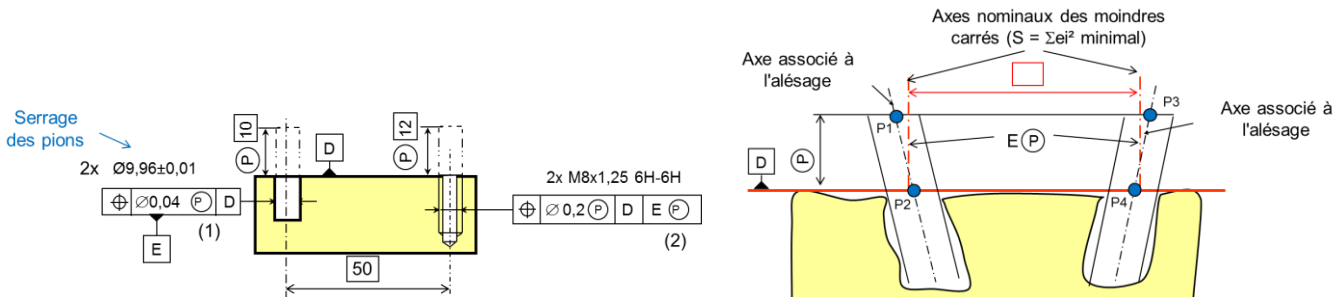 Serrage
des pions
2x Ø9,96±0,01
⌖ Ø0,04 Ⓟ D
E
(1)
10
Ⓟ
D
12
Ⓟ
50
2x M8x1,25 6H-6H
⌖ Ø 0,2 Ⓟ D E Ⓟ
(2)
Axes nominaux des moindres
carrés (S = Σei² minimal)
Axe associé à
l'alésage
P1
P3
Axe associé à
l'alésage
E Ⓟ
Ⓟ
D
P2
P4